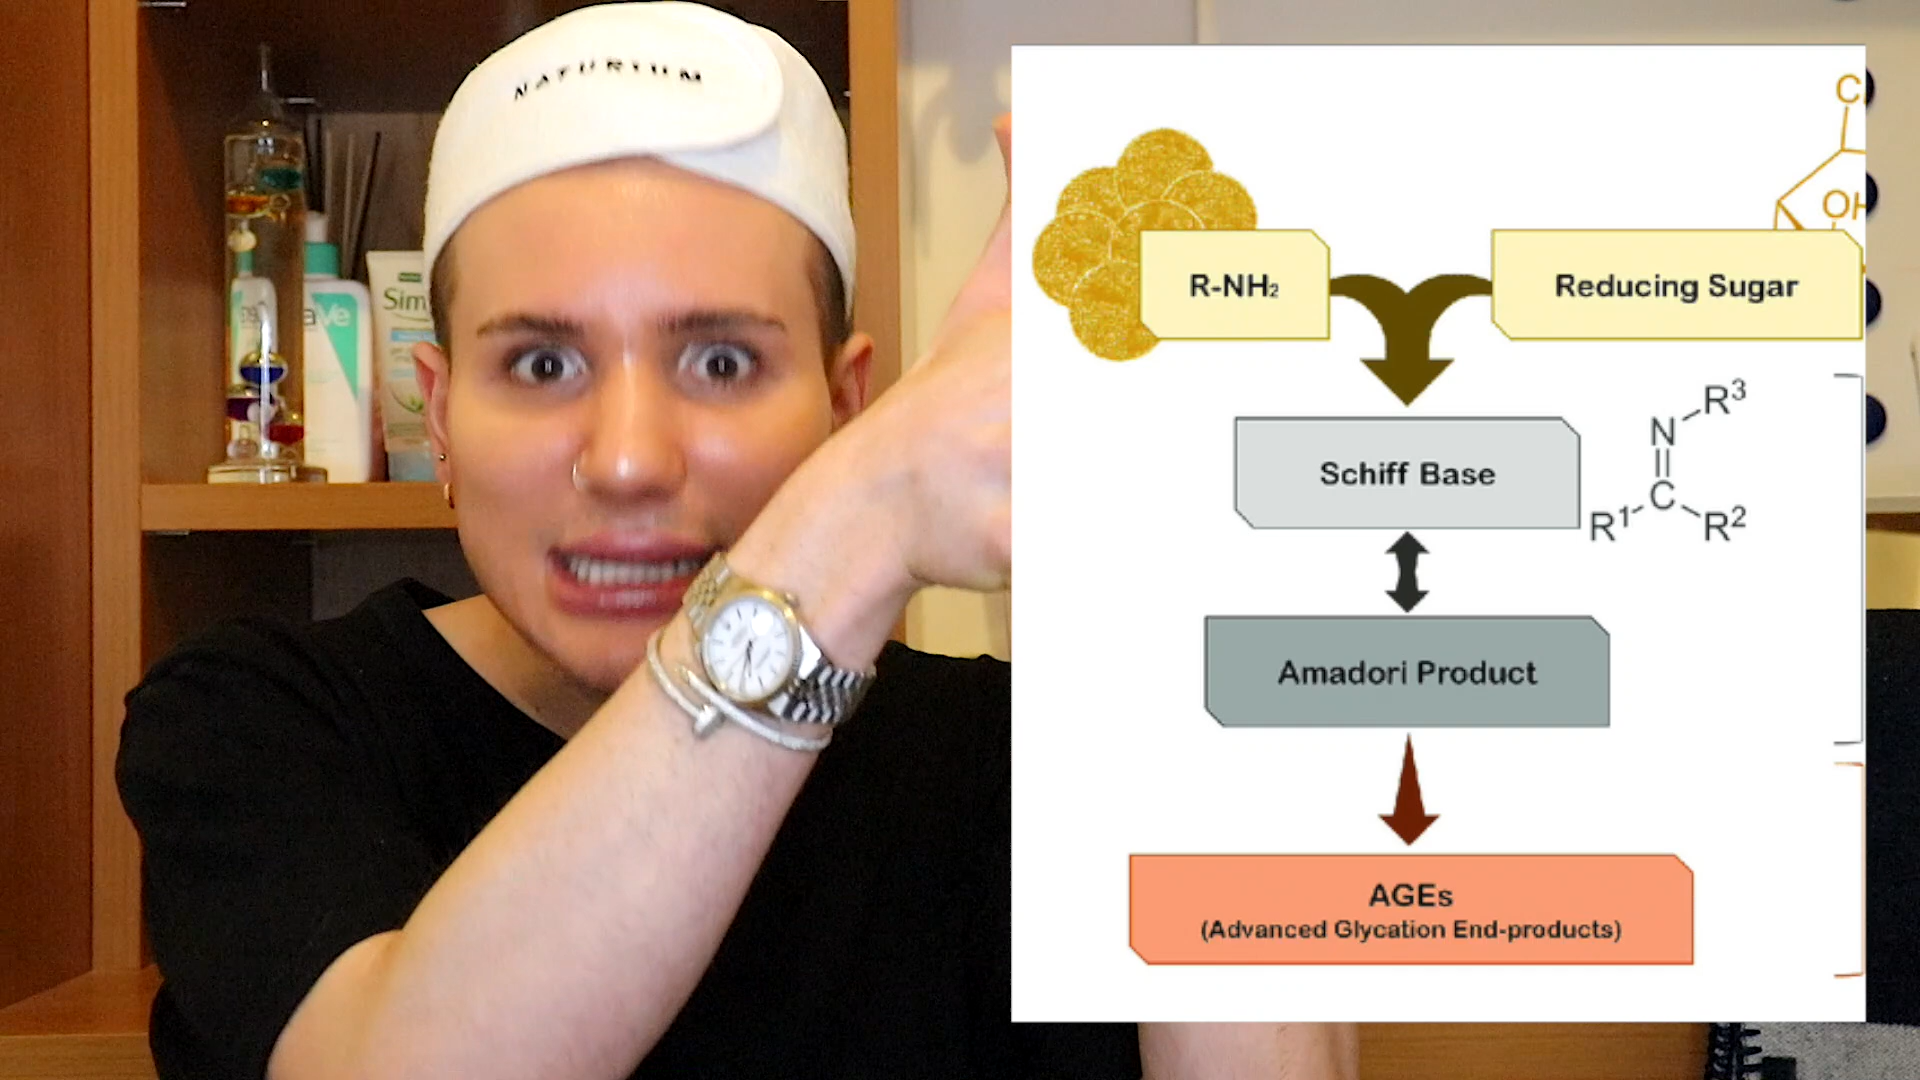 NATURIUM
aVe
Sim
R-NH₂
Reducing Sugar
OH
N
R³
C
R¹
R²
Schiff Base
Amadori Product
AGEs
(Advanced Glycation End-products)